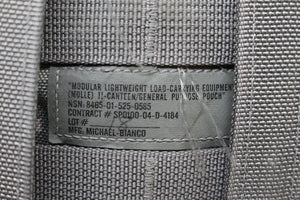 "MODULAR LIGHTWEIGHT LOAD-CARRYING EQUIPMENT
(MOLLE) II-CANTEEN/GENERAL PURPOSE POUCH"
NSN: 8465-01-525-0585
CONTRACT # SPO100-04-D-4184
LOT #
MFG. MICHAEL-BIANCO